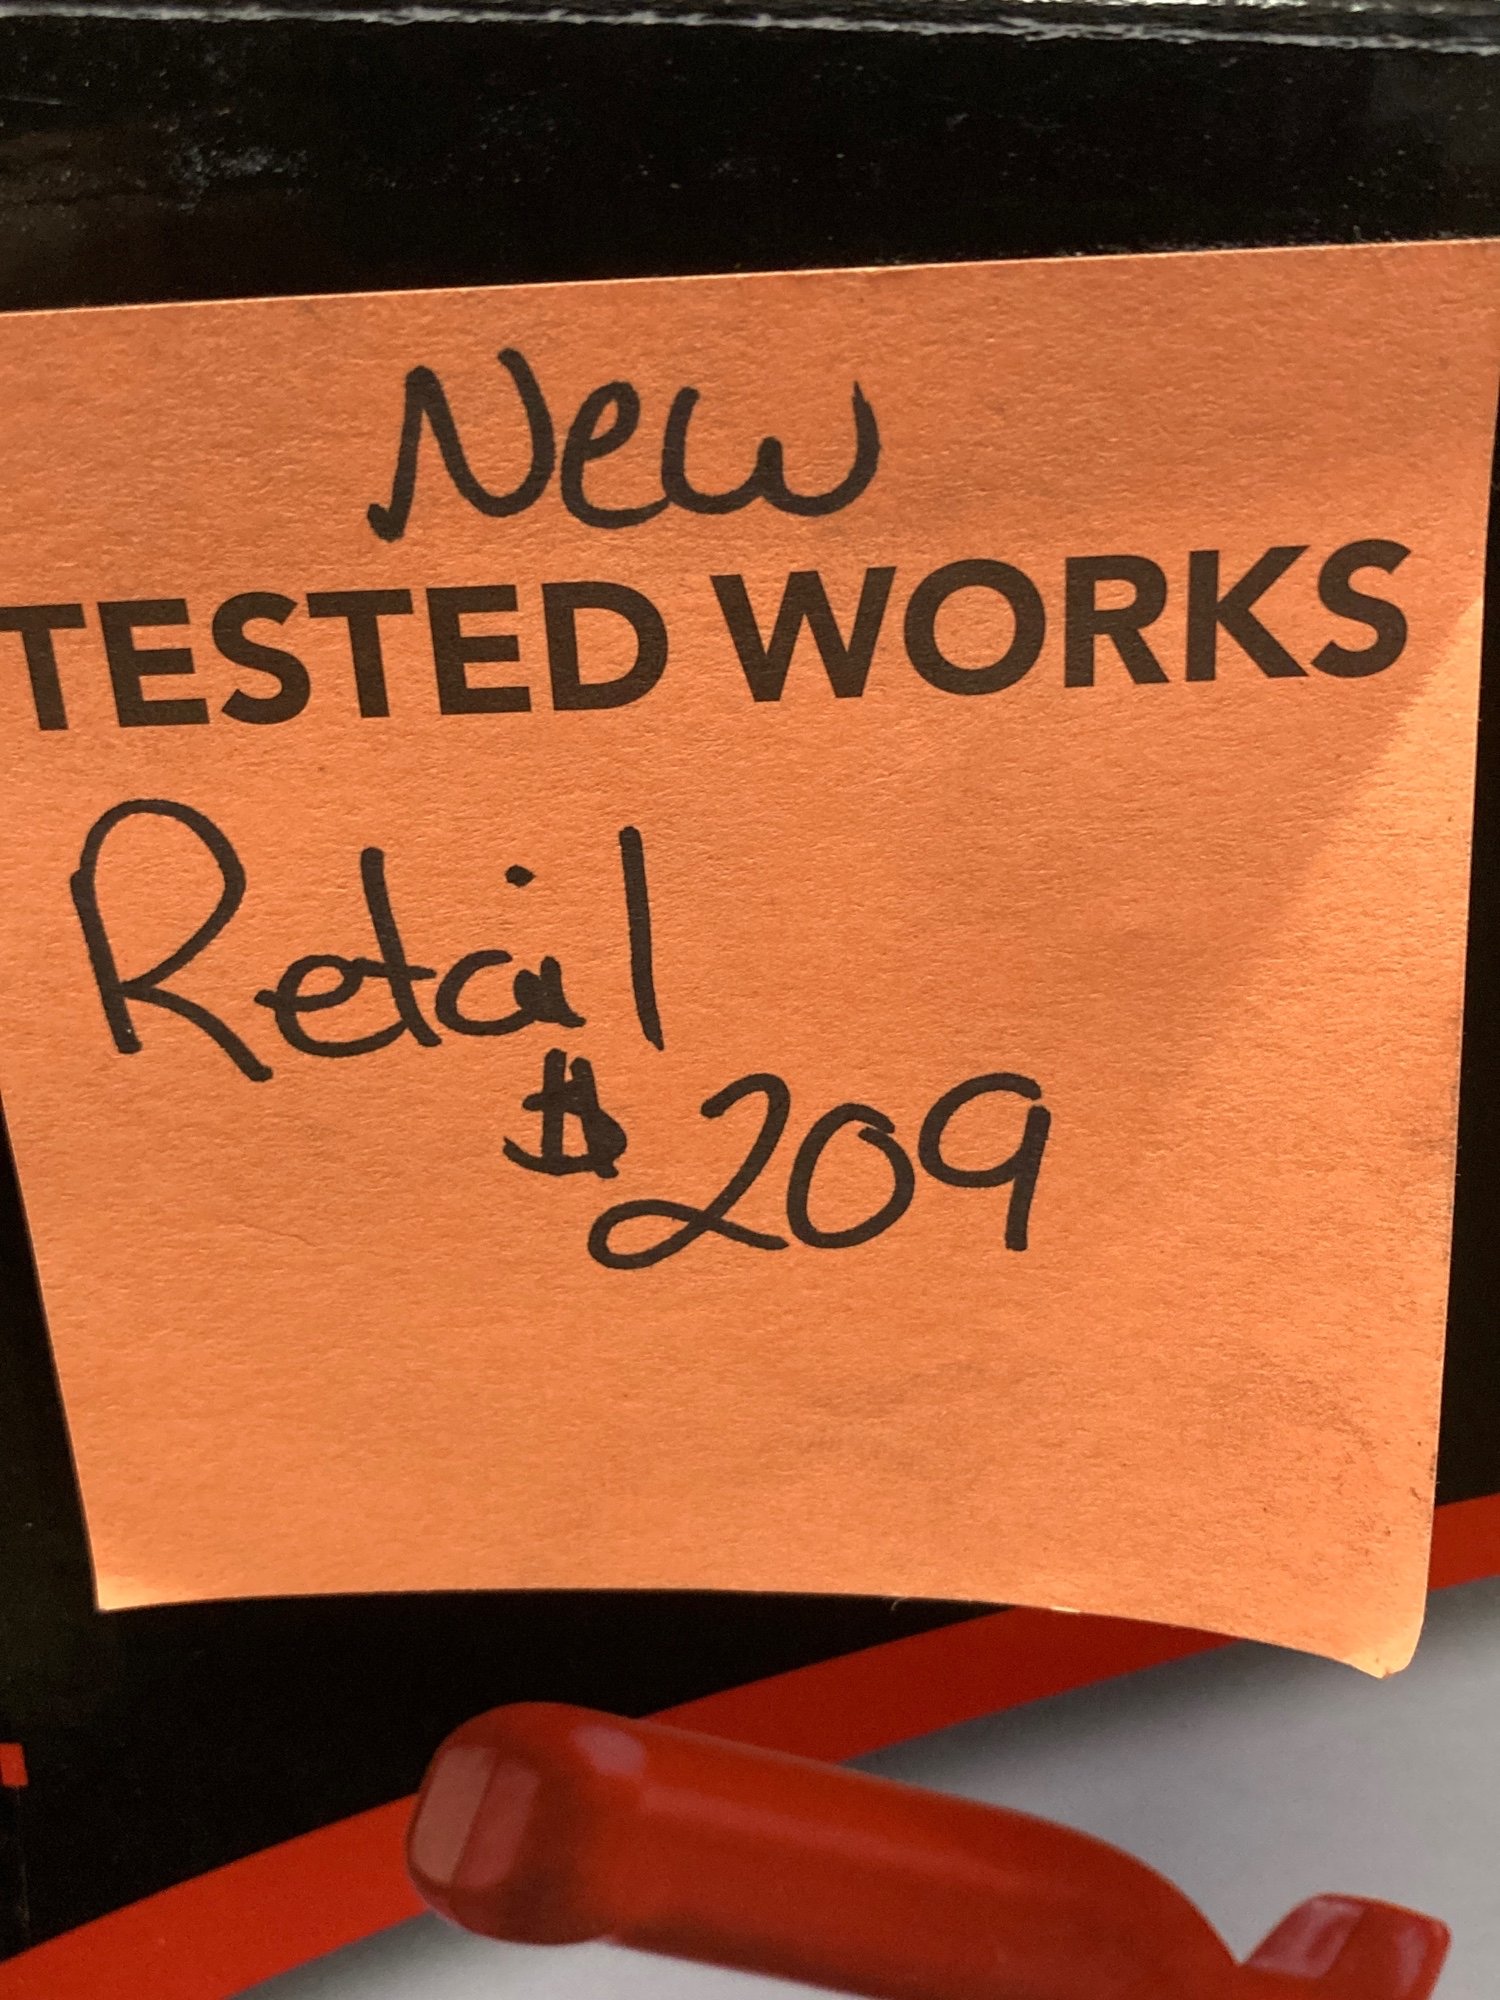 New
TESTED WORKS
Retail
$209